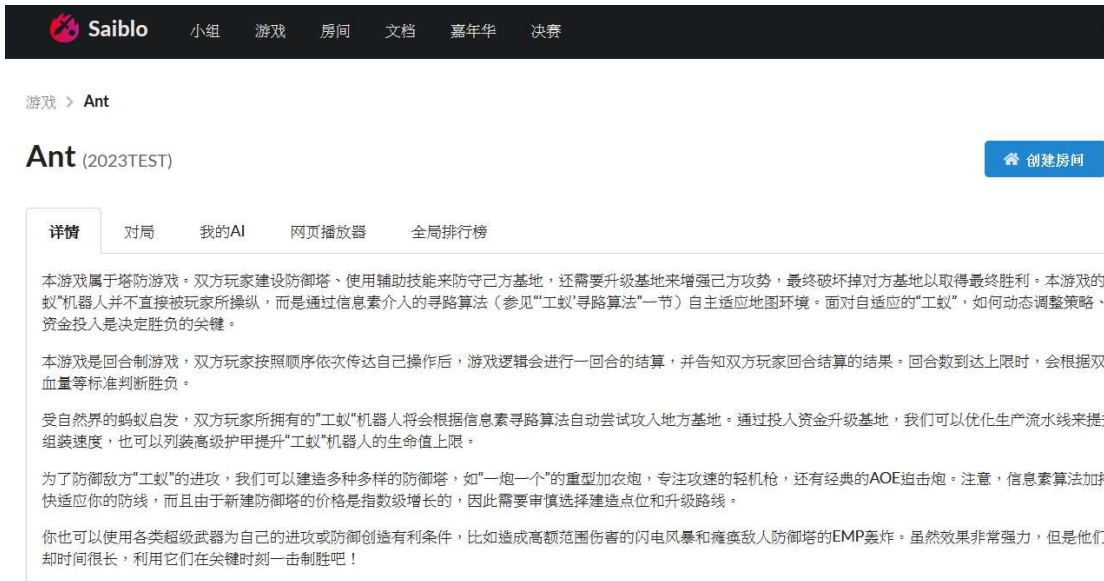 Saiblo 小组 游戏 房间 文档 嘉年华 决赛
游戏 > Ant
Ant (2023TEST)
创建房间
详情 对局 我的AI 网页播放器 全局排行榜
本游戏属于塔防游戏。双方玩家建设防御塔、使用辅助技能来防守己方基地，还需要升级基地来增强己方攻势，最终破坏掉对方基地以取得最终胜利。本游戏的
蚁”机器人并不直接被玩家所操纵，而是通过信息素介入的寻路算法（参见“‘工蚁’寻路算法”一节）自主适应地图环境。面对自适应的“工蚁”，如何动态调整策略、
资金投入是决定胜负的关键。
本游戏是回合制游戏，双方玩家按照顺序依次传达自己操作后，游戏逻辑会进行一回合的结算，并告知双方玩家回合结算的结果。回合数到达上限时，会根据双
血量等标准判断胜负。
受自然界的蚂蚁启发，双方玩家所拥有的”工蚁“机器人将会根据信息素寻路算法自动尝试攻入地方基地。通过投入资金升级基地，我们可以优化生产流水线来提
组装速度，也可以列装高级护甲提升“工蚁”机器人的生命值上限。
为了防御敌方“工蚁”的进攻，我们可以建造多种多样的防御塔，如“一炮一个”的重型加农炮，专注攻速的轻机枪，还有经典的AOE迫击炮。注意，信息素算法加持
快适应你的防线，而且由于新建防御塔的价格是指数级增长的，因此需要审慎选择建造点位和升级路线。
你也可以使用各类超级武器为自己的进攻或防御创造有利条件，比如造成高额范围伤害的闪电风暴和瘫痪敌人防御塔的EMP轰炸。虽然效果非常强力，但是他们
却时间很长，利用它们在关键时刻一击制胜吧！